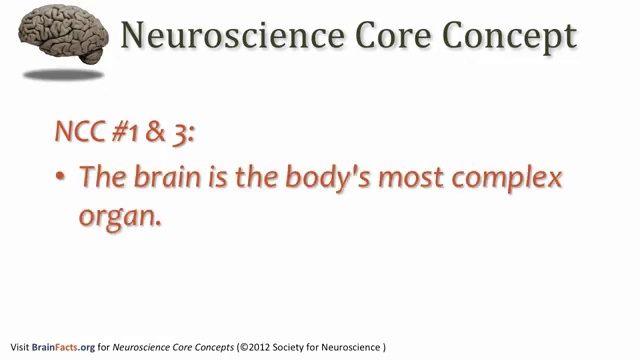 Neuroscience Core Concept
NCC #1 & 3:
• The brain is the body's most complex
organ.
Visit BrainFacts.org for Neuroscience Core Concepts (©2012 Society for Neuroscience )